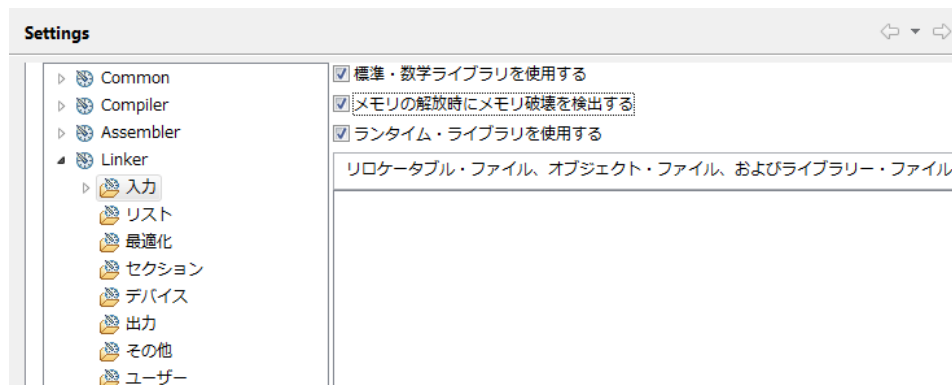 Settings
Common
Compiler
Assembler
Linker
入力
リスト
最適化
セクション
デバイス
出力
その他
ユーザー
標準・数学ライブラリを使用する
メモリの解放時にメモリ破壊を検出する
ランタイム・ライブラリを使用する
リロケータブル・ファイル、オブジェクト・ファイル、およびライブラリー・ファイル